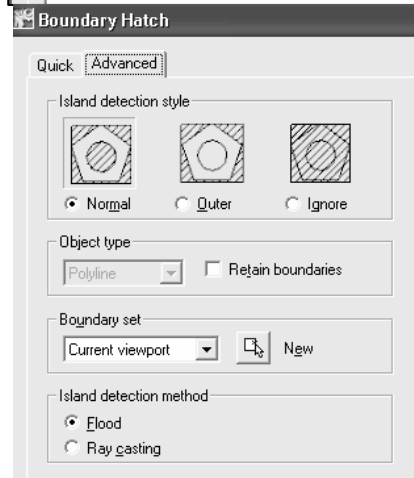 Boundary Hatch
Quick Advanced
Island detection style
Normal Outer Ignore
Object type
Polyline Retain boundaries
Boundary set
Current viewport New
Island detection method
Flood
Ray casting